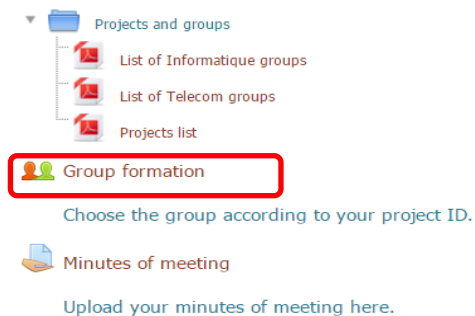 Projects and groups
List of Informatique groups
List of Telecom groups
Projects list
Group formation
Choose the group according to your project ID.
Minutes of meeting
Upload your minutes of meeting here.